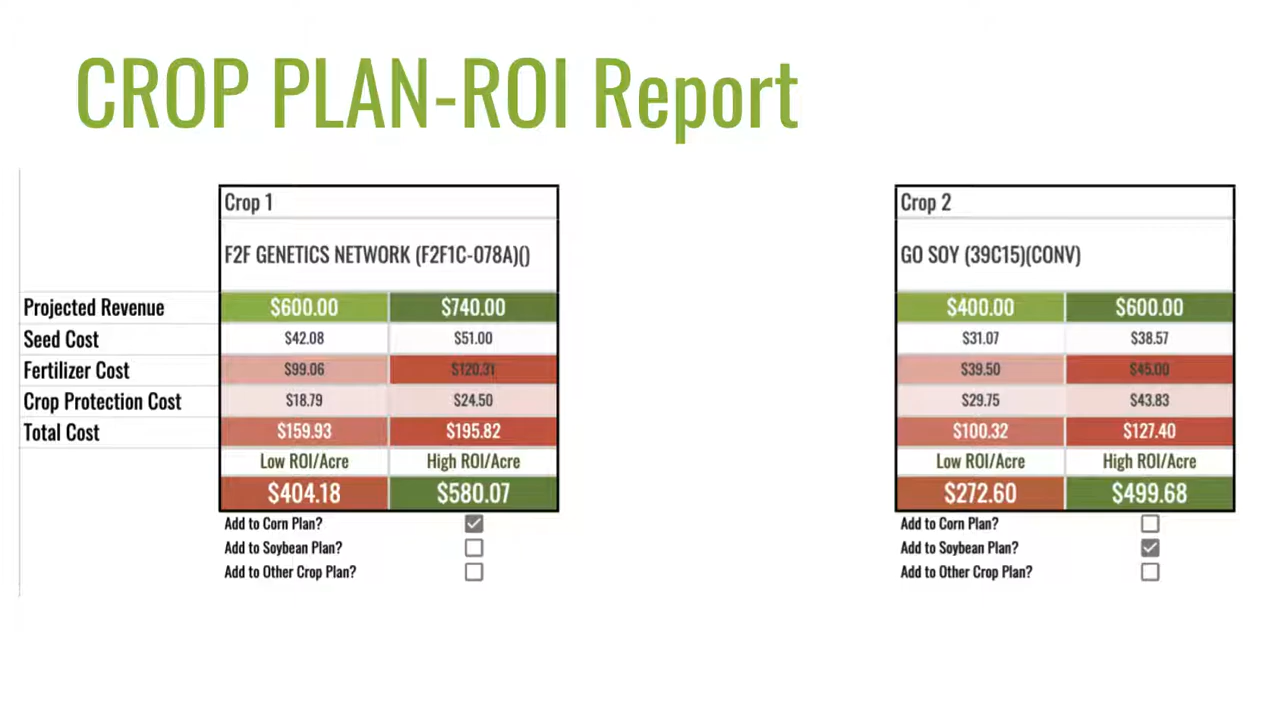 CROP PLAN-ROI Report
Crop 1 Crop 2
F2F GENETICS NETWORK (F2F1C-078A)() GO SOY (39C15)(CONV)
Projected Revenue $600.00 $740.00 $400.00 $600.00
Seed Cost $42.08 $51.00 $31.07 $38.57
Fertilizer Cost $99.06 $120.31 $39.50 $45.00
Crop Protection Cost $18.79 $24.50 $29.75 $43.83
Total Cost $159.93 $195.82 $100.32 $127.40
Low ROI/Acre High ROI/Acre Low ROI/Acre High ROI/Acre
$404.18 $580.07 $272.60 $499.68
Add to Corn Plan? Add to Corn Plan?
Add to Soybean Plan? Add to Soybean Plan?
Add to Other Crop Plan? Add to Other Crop Plan?